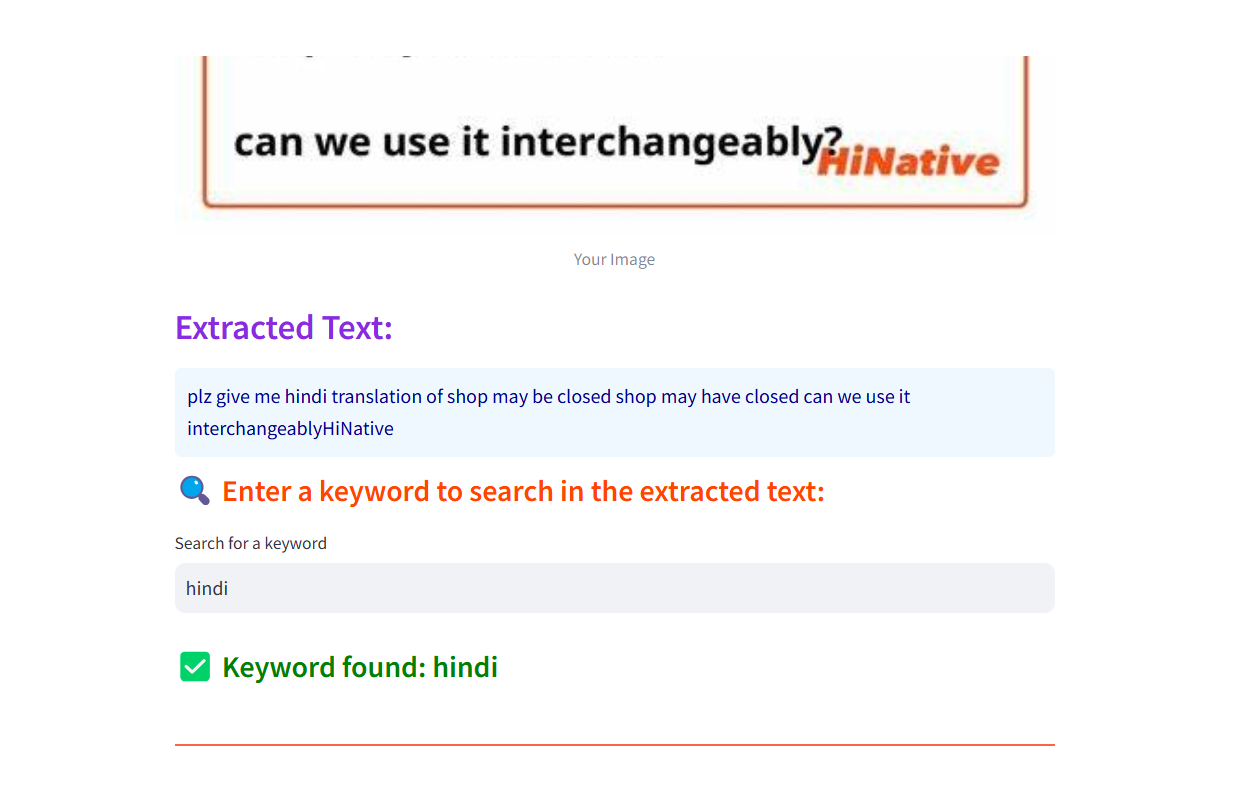 can we use it interchangeably?
HiNative
Your Image
Extracted Text:
plz give me hindi translation of shop may be closed shop may have closed can we use it
interchangeablyHiNative
🔍 Enter a keyword to search in the extracted text:
Search for a keyword
hindi
✅ Keyword found: hindi